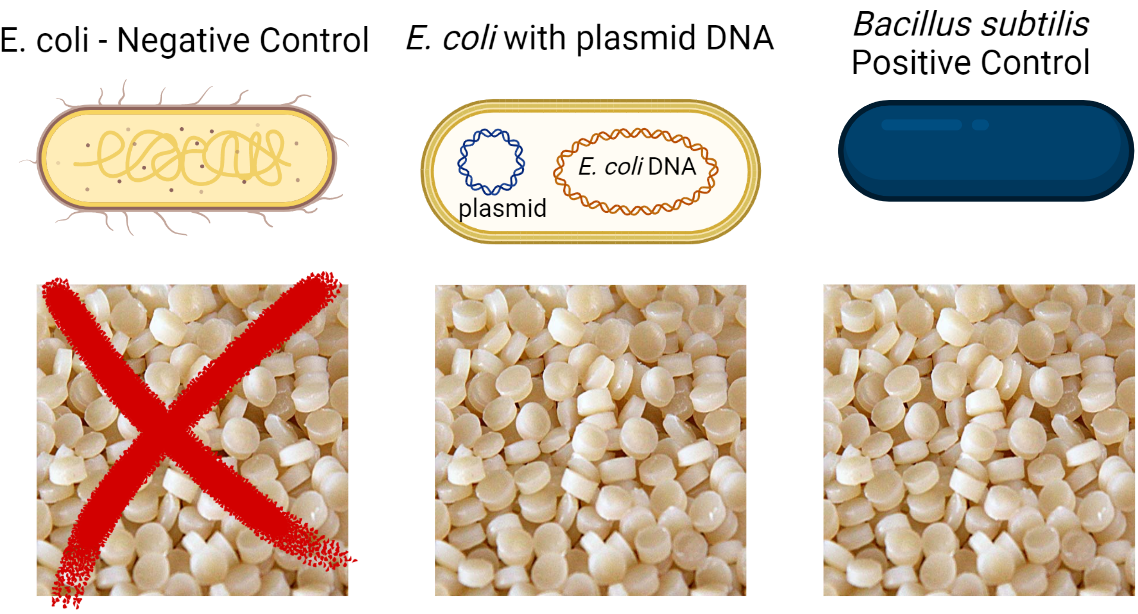 E. coli - Negative Control
E. coli with plasmid DNA
Bacillus subtilis
Positive Control
E. coli DNA
plasmid